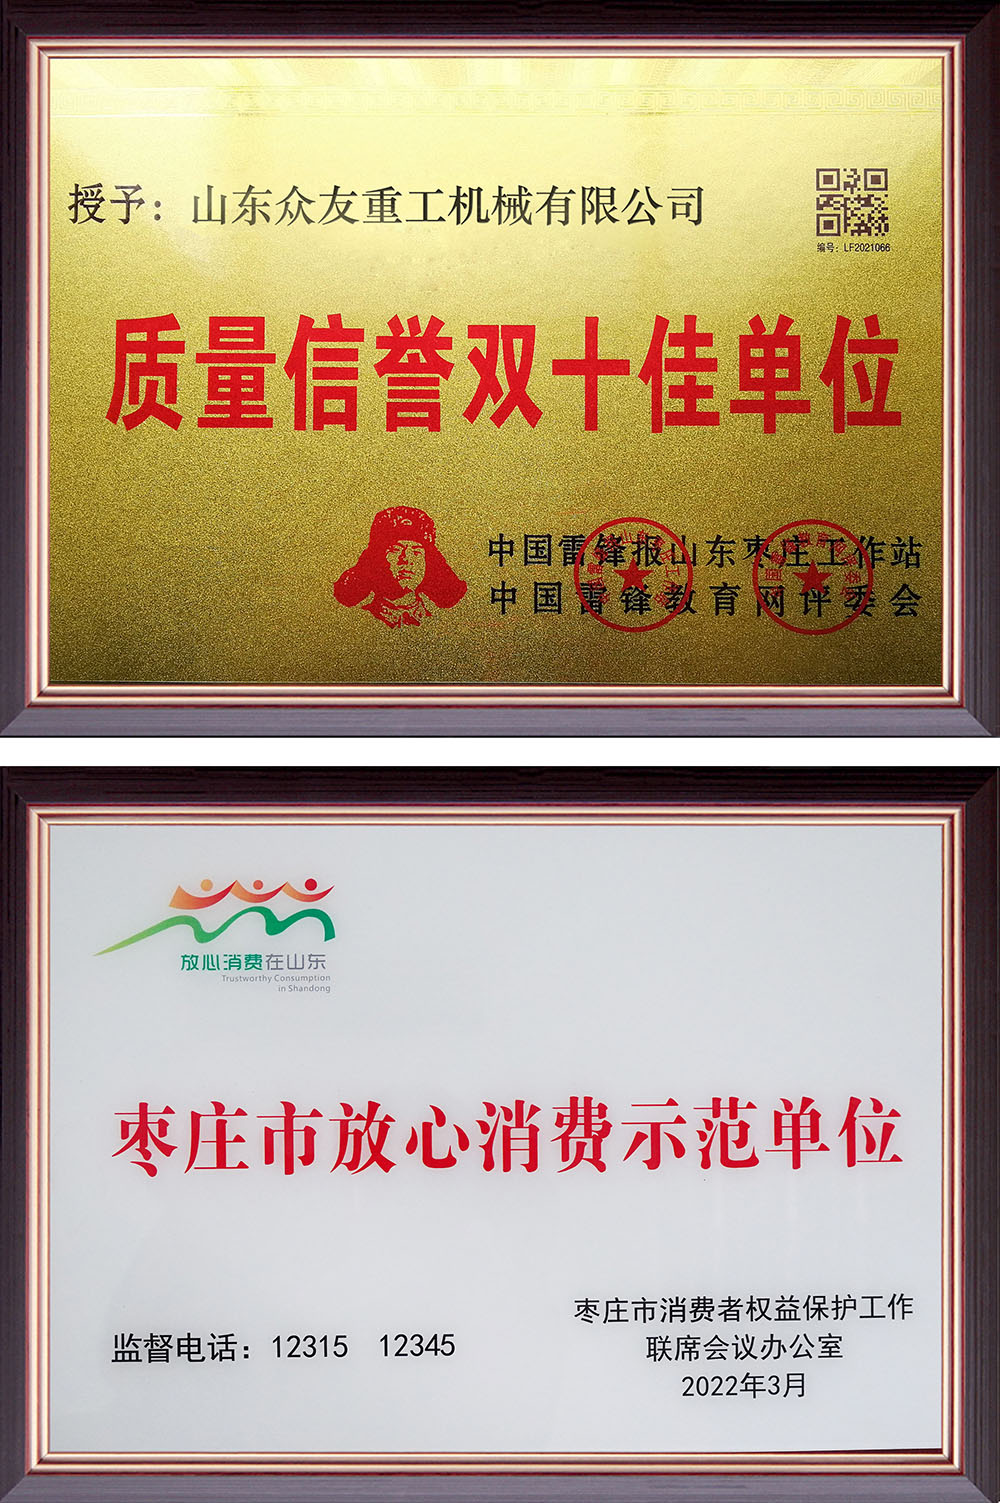 授予：山东众友重工机械有限公司
编号：LF2021066
质量信誉双十佳单位
中国雷锋报山东枣庄工作站
中国雷锋教育网评委会
放心消费在山东
Trustworthy Consumption
in Shandong
枣庄市放心消费示范单位
枣庄市消费者权益保护工作
联席会议办公室
监督电话：12315 12345
2022年3月